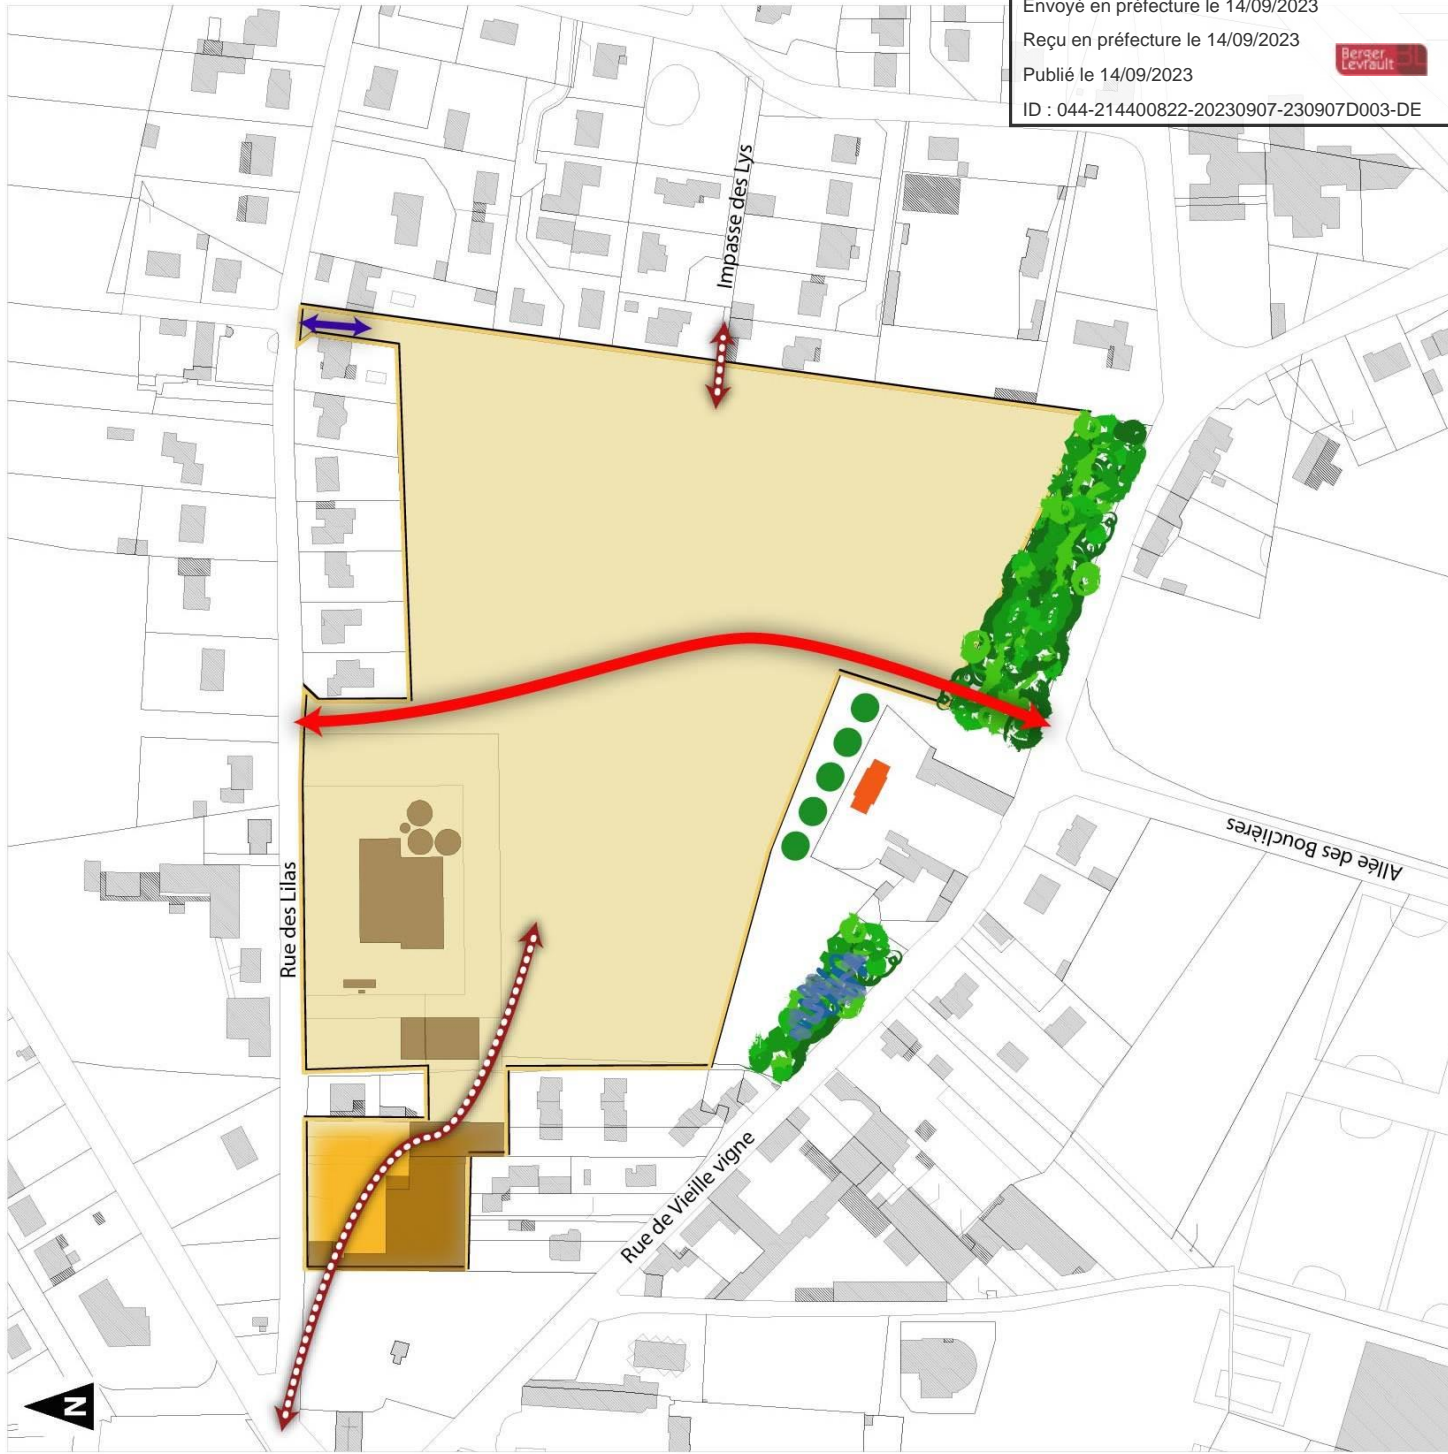 Envoyé en préfecture le 14/09/2023
Reçu en préfecture le 14/09/2023
Publié le 14/09/2023
Berger
Levrault
ID : 044-214400822-20230907-230907D003-DE
Impasse des Lys
Rue des Lilas
Allée des Bouclières
Rue de Vieille vigne
N